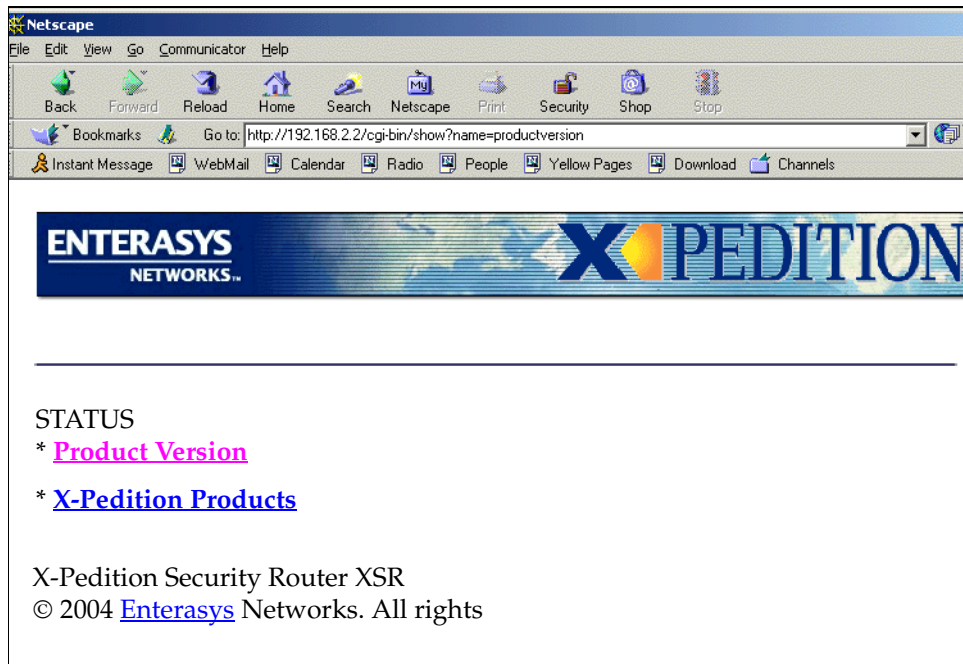 Netscape
File Edit View Go Communicator Help
My
Back Forward Reload Home Search Netscape Print Security Shop Stop
Bookmarks Go to: http://192.168.2.2/cgi-bin/show?name=productversion
Instant Message WebMail Calendar Radio People Yellow Pages Download Channels
ENTERASYS
NETWORKS™
X PEDITION
STATUS
* Product Version
* X-Pedition Products
X-Pedition Security Router XSR
© 2004 Enterasys Networks. All rights